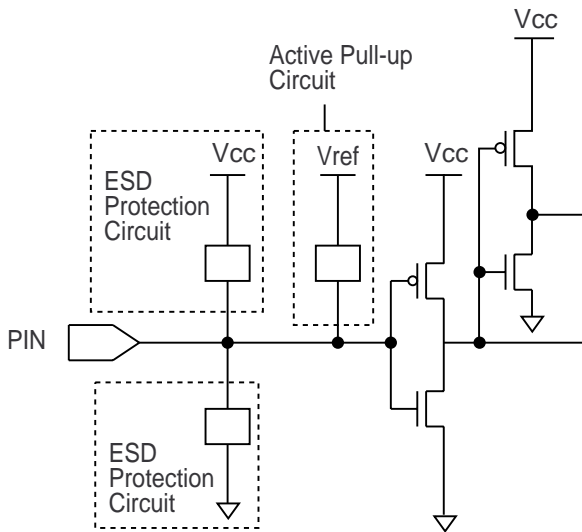 Vcc
Active Pull-up
Circuit
Vcc
Vref
Vcc
ESD
Protection
Circuit
PIN
ESD
Protection
Circuit